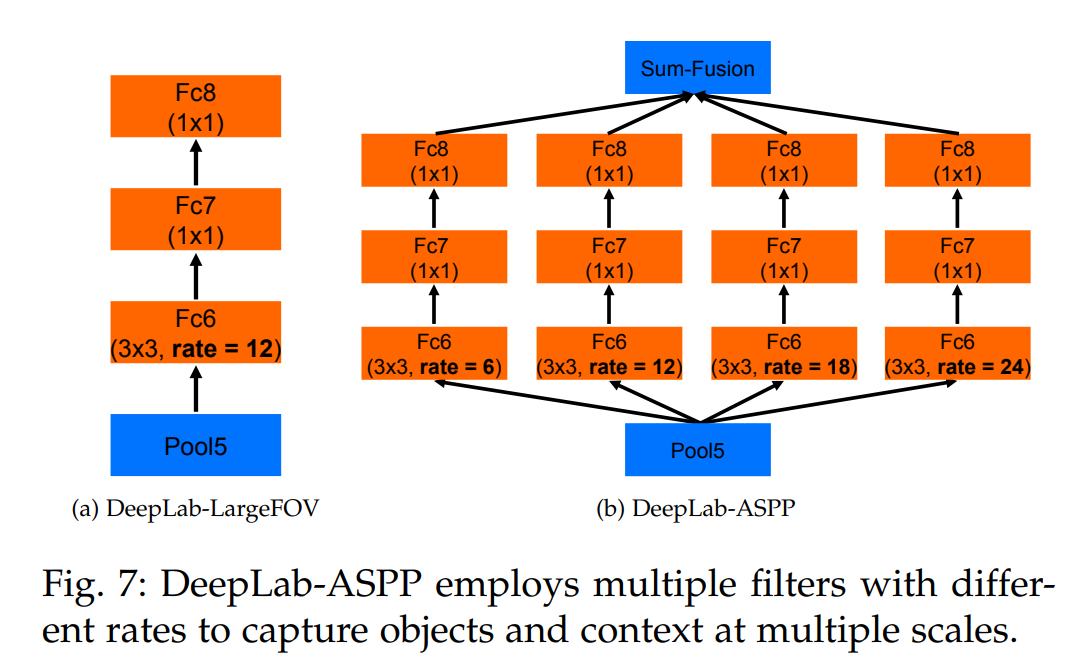 Fc8
(1x1)
Fc7
(1x1)
Fc6
(3x3, rate = 12)
Pool5
(a) DeepLab-LargeFOV
Sum-Fusion
Fc8
(1x1)
Fc8
(1x1)
Fc8
(1x1)
Fc8
(1x1)
Fc7
(1x1)
Fc7
(1x1)
Fc7
(1x1)
Fc7
(1x1)
Fc6
(3x3, rate = 6)
Fc6
(3x3, rate = 12)
Fc6
(3x3, rate = 18)
Fc6
(3x3, rate = 24)
Pool5
(b) DeepLab-ASPP
Fig. 7: DeepLab-ASPP employs multiple filters with differ-
ent rates to capture objects and context at multiple scales.